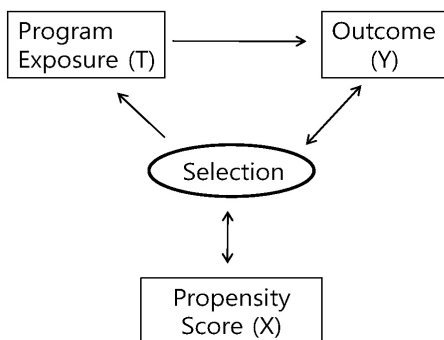 Program
Exposure (T)
Outcome
(Y)
Selection
Propensity
Score (X)